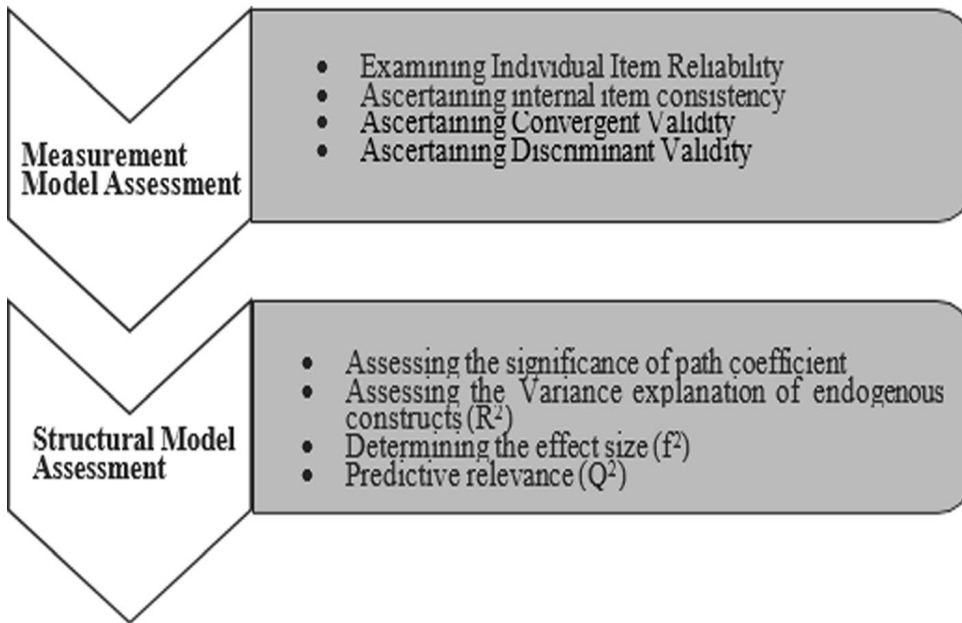 Measurement
Model Assessment
• Examining Individual Item Reliability
• Ascertaining internal item consistency
• Ascertaining Convergent Validity
• Ascertaining Discriminant Validity
Structural Model
Assessment
• Assessing the significance of path coefficient
• Assessing the Variance explanation of endogenous
constructs (R²)
• Determining the effect size (f²)
• Predictive relevance (Q²)